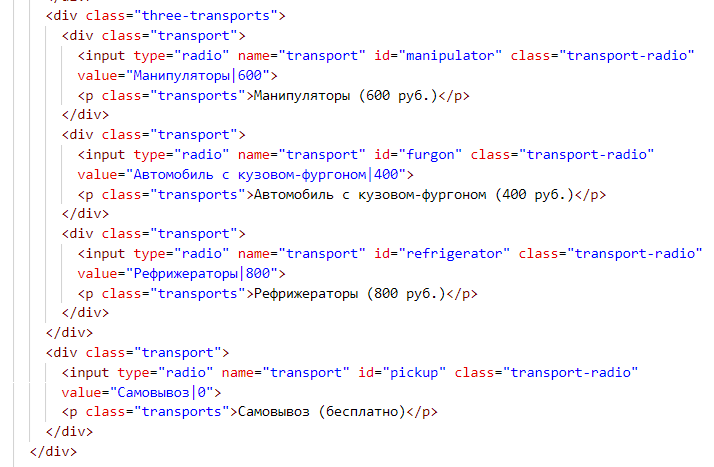 <div class="three-transports">
<div class="transport">
<input type="radio" name="transport" id="manipulator" class="transport-radio"
value="Манипуляторы|600">
<p class="transports">Манипуляторы (600 руб.)</p>
</div>
<div class="transport">
<input type="radio" name="transport" id="furgon" class="transport-radio"
value="Автомобиль с кузовом-фургоном|400">
<p class="transports">Автомобиль с кузовом-фургоном (400 руб.)</p>
</div>
<div class="transport">
<input type="radio" name="transport" id="refrigerator" class="transport-radio"
value="Рефрижераторы|800">
<p class="transports">Рефрижераторы (800 руб.)</p>
</div>
</div>
<div class="transport">
<input type="radio" name="transport" id="pickup" class="transport-radio"
value="Самовывоз|0">
<p class="transports">Самовывоз (бесплатно)</p>
</div>
</div>